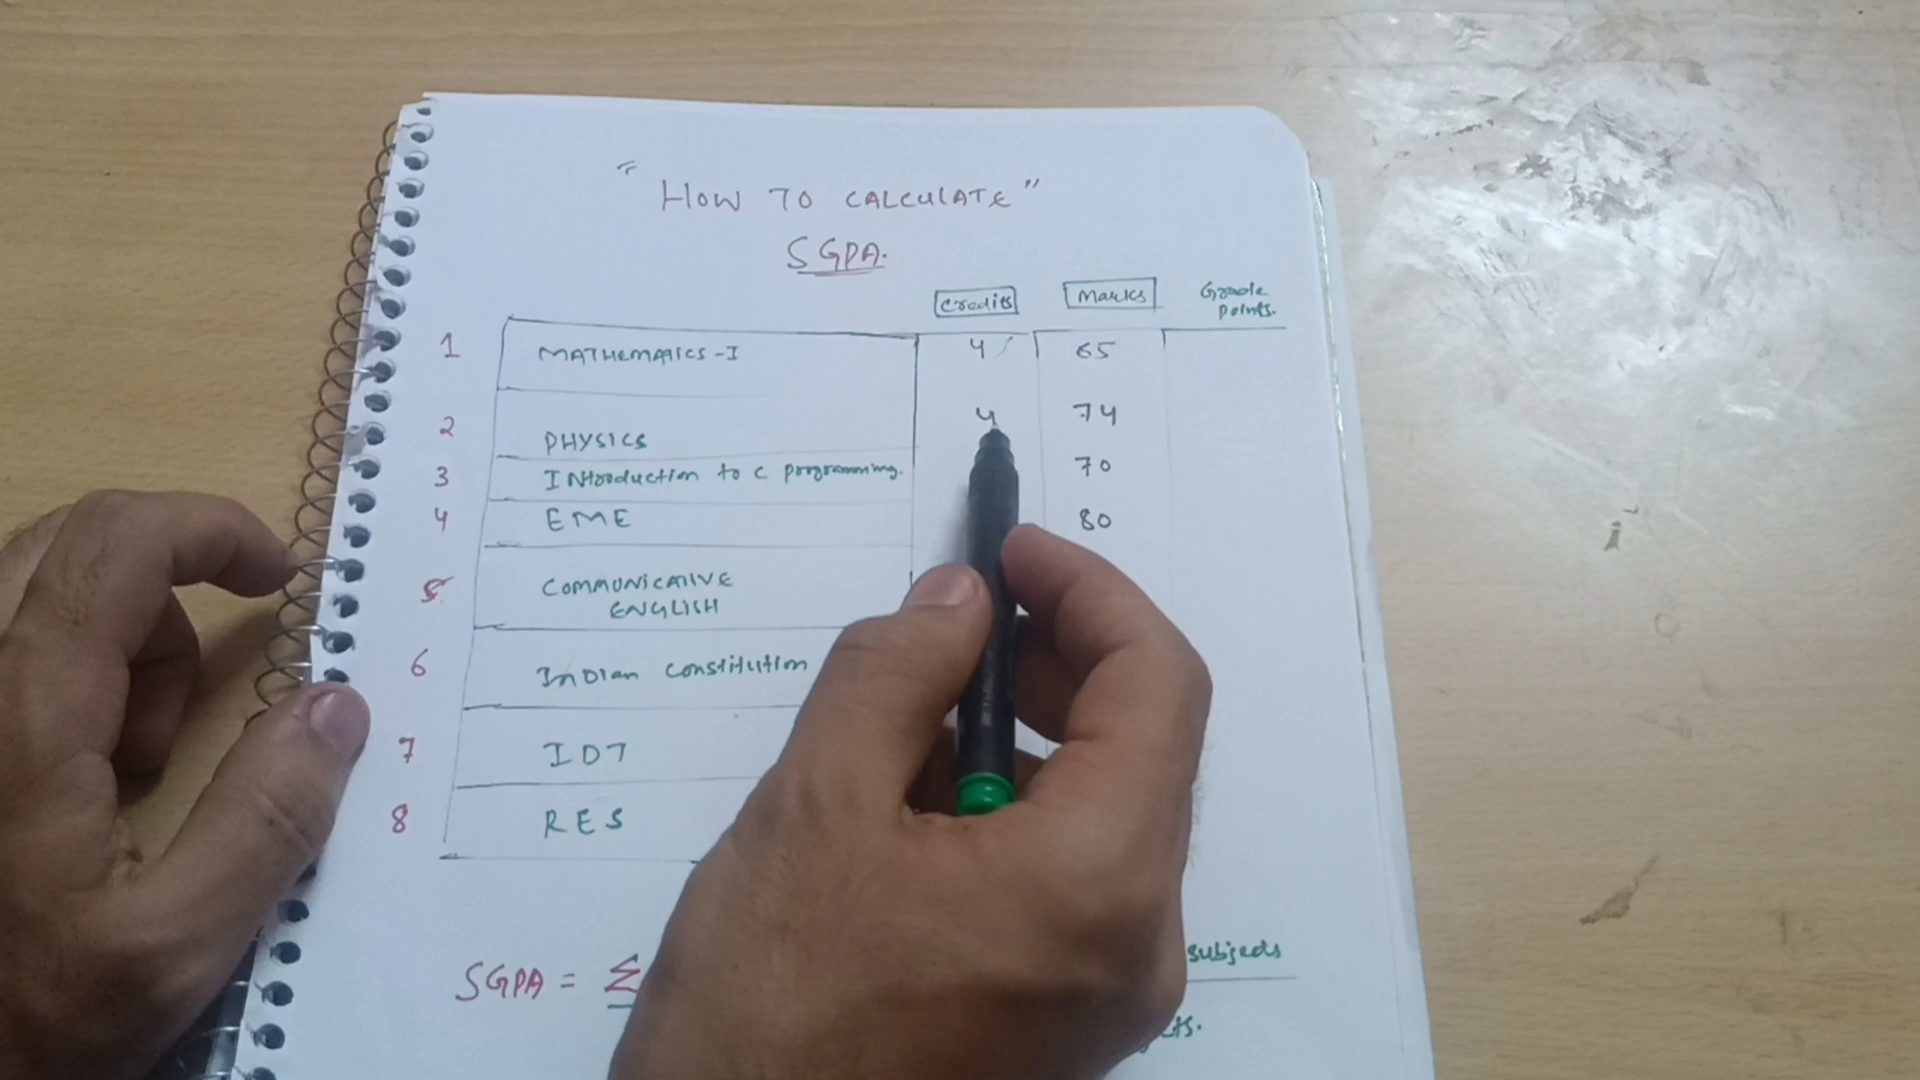 "HOW TO CALCULATE"
SGPA.
Credits Marks Grade points.
1 MATHEMATICS-I 4 65
2 PHYSICS 4 74
3 INtroduction to C programming. 70
4 EME 80
5 COMMUNICATIVE
ENGLISH
6 InDian constitution
7 IDT
8 RES
SGPA = Σ subjects